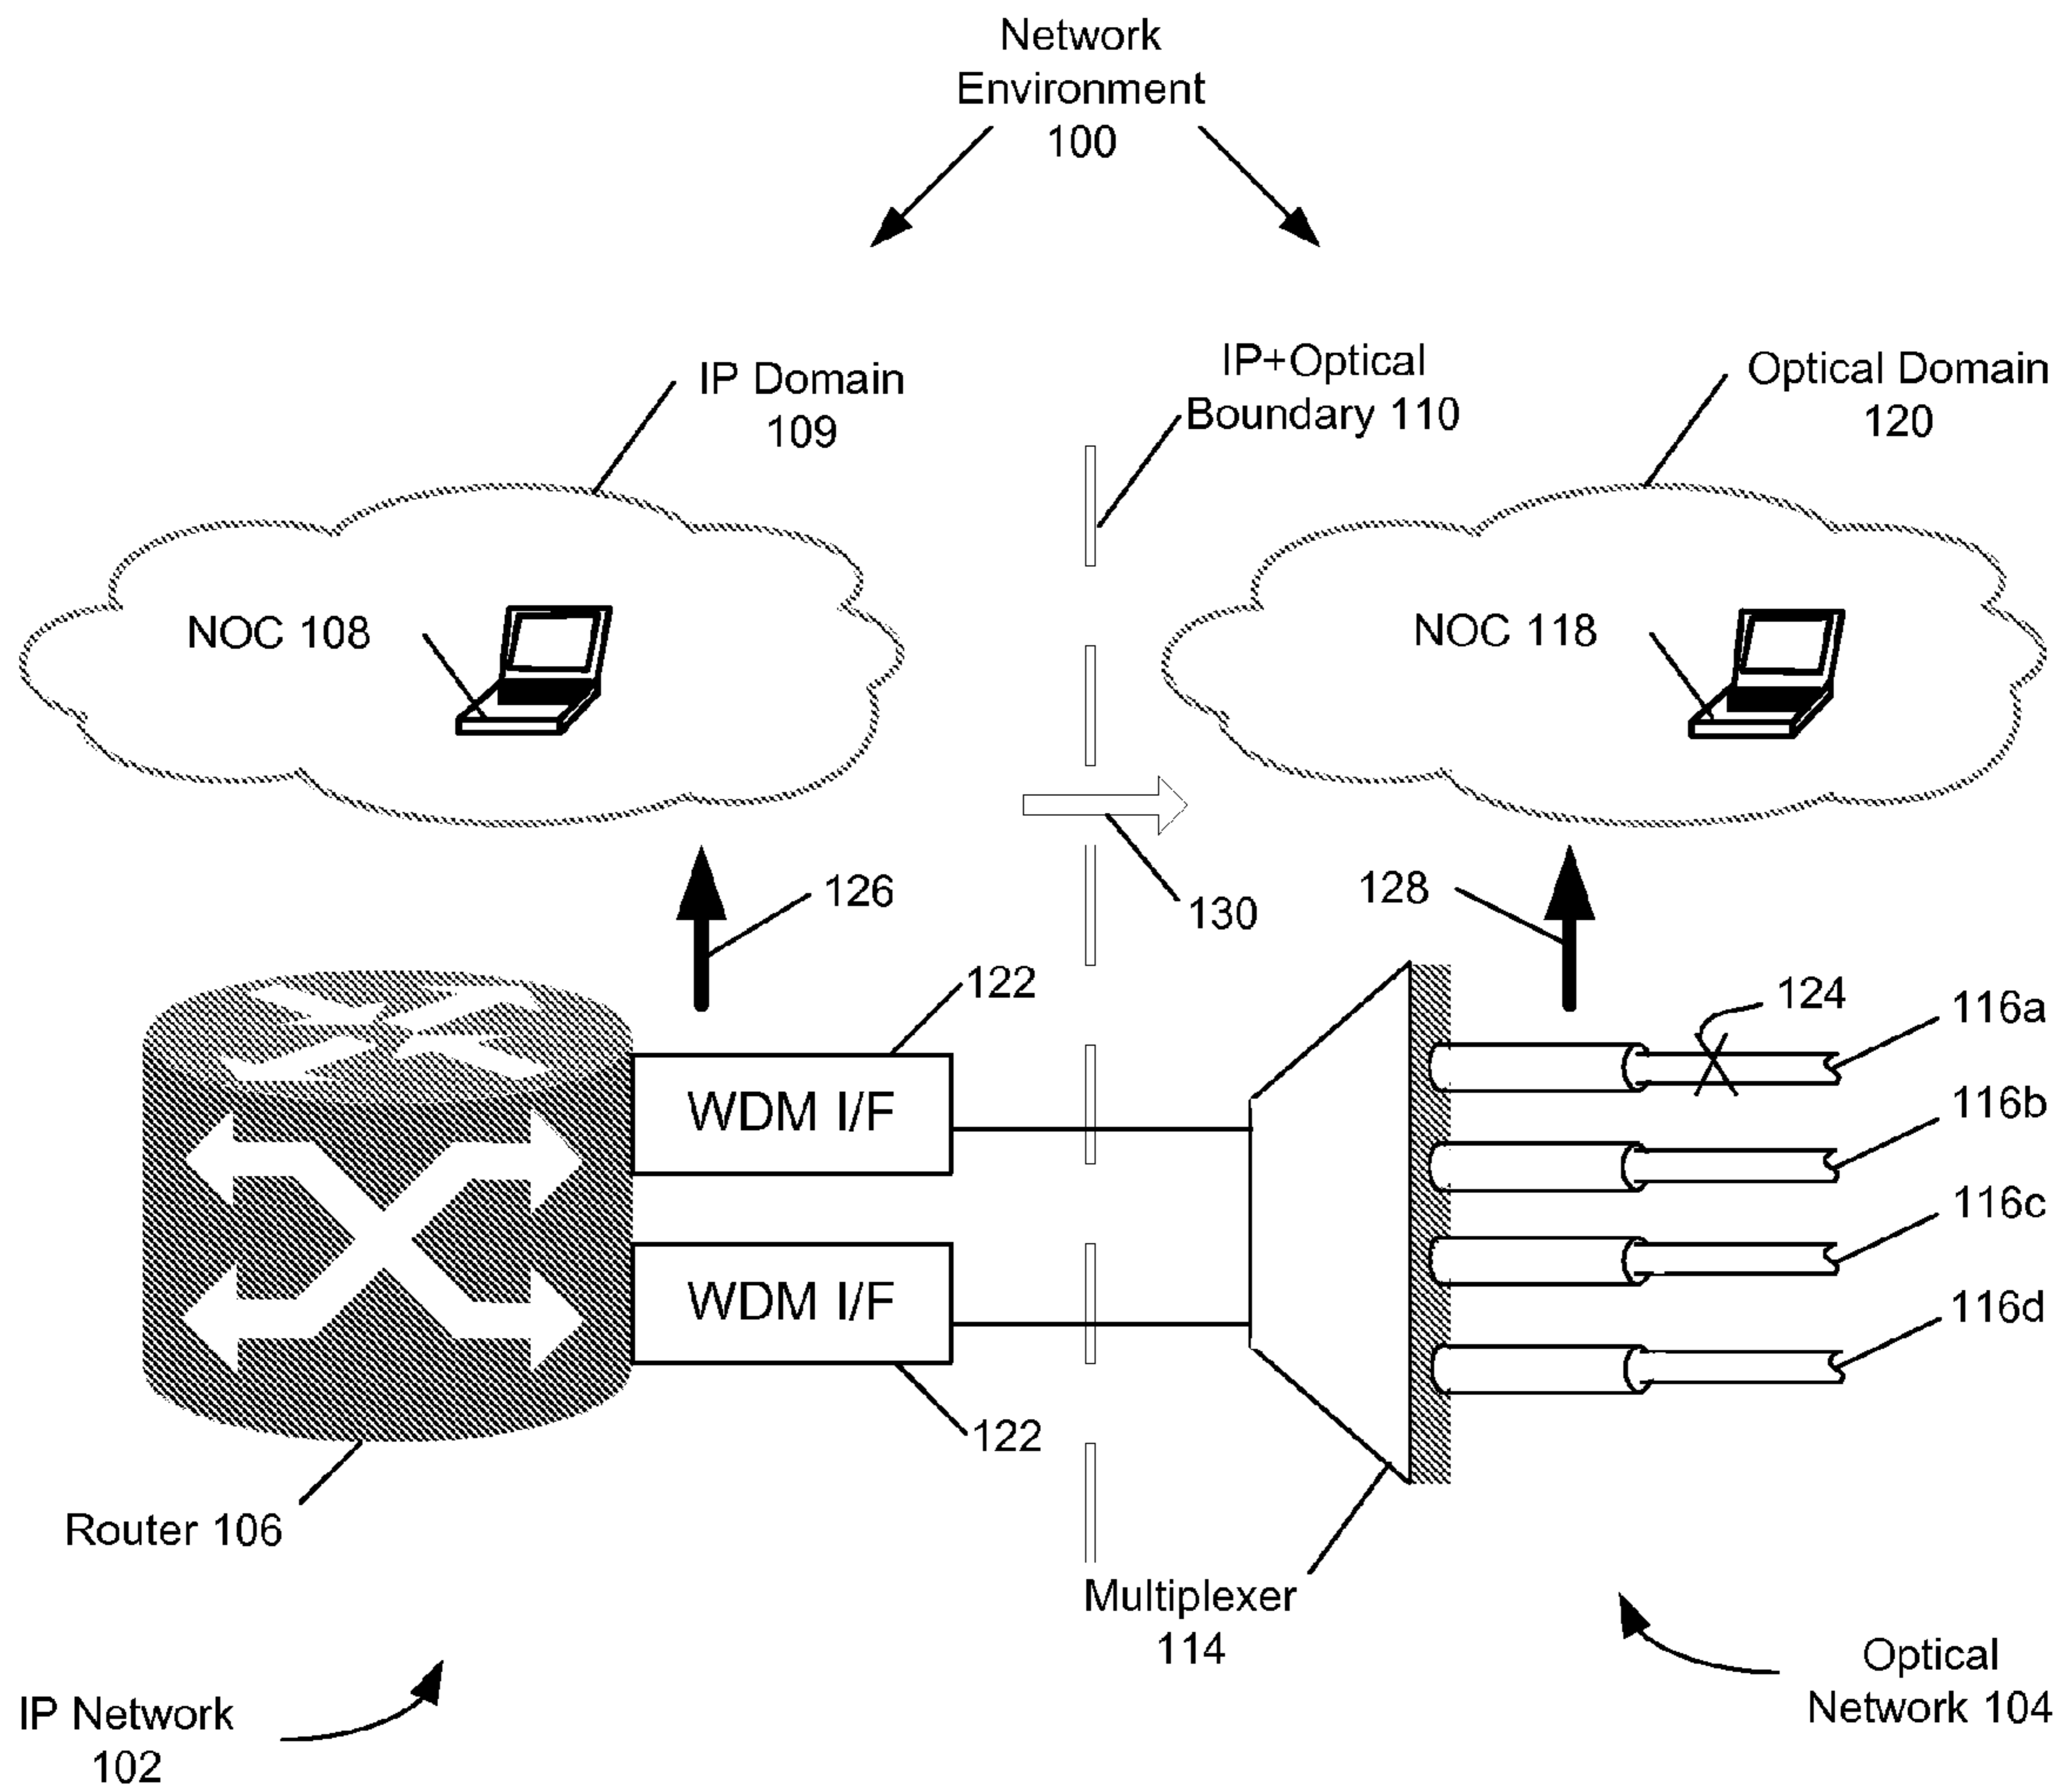 Network
Environment
100
IP Domain
109
IP+Optical
Boundary 110
Optical Domain
120
NOC 108
NOC 118
126
130
128
122
124
116a
WDM I/F
116b
116c
WDM I/F
116d
122
Router 106
Multiplexer
114
IP Network
102
Optical
Network 104